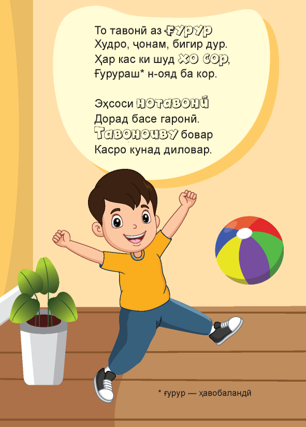 То тавонӣ аз ғурур
Худро, ҷонам, бигир дур.
Ҳар кас ки шуд хо сор,
Ғурураш* н-ояд ба кор.
Эҳсоси нотавонӣ
Дорад басе гаронӣ.
Тавоноиву бовар
Касро кунад диловар.
* ғурур — ҳавобаландӣ